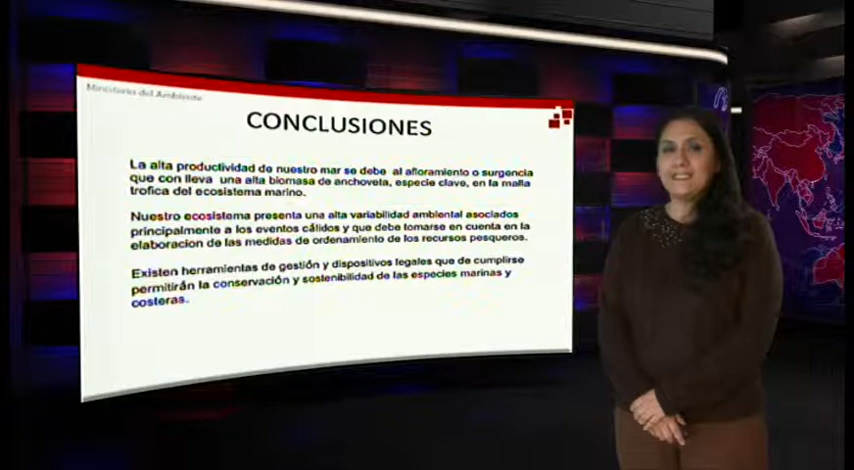 Ministerio del Ambiente
CONCLUSIONES
La alta productividad de nuestro mar se debe al afloramiento o surgencia
que con lleva una alta biomasa de anchoveta, especie clave, en la malla
trofica del ecosistema marino.
Nuestro ecosistema presenta una alta variabilidad ambiental asociados
principalmente a los eventos cálidos y que debe tomarse en cuenta en la
elaboracion de las medidas de ordenamiento de los recursos pesqueros.
Existen herramientas de gestión y dispositivos legales que de cumplirse
permitirán la conservación y sostenibilidad de las especies marinas y
costeras.